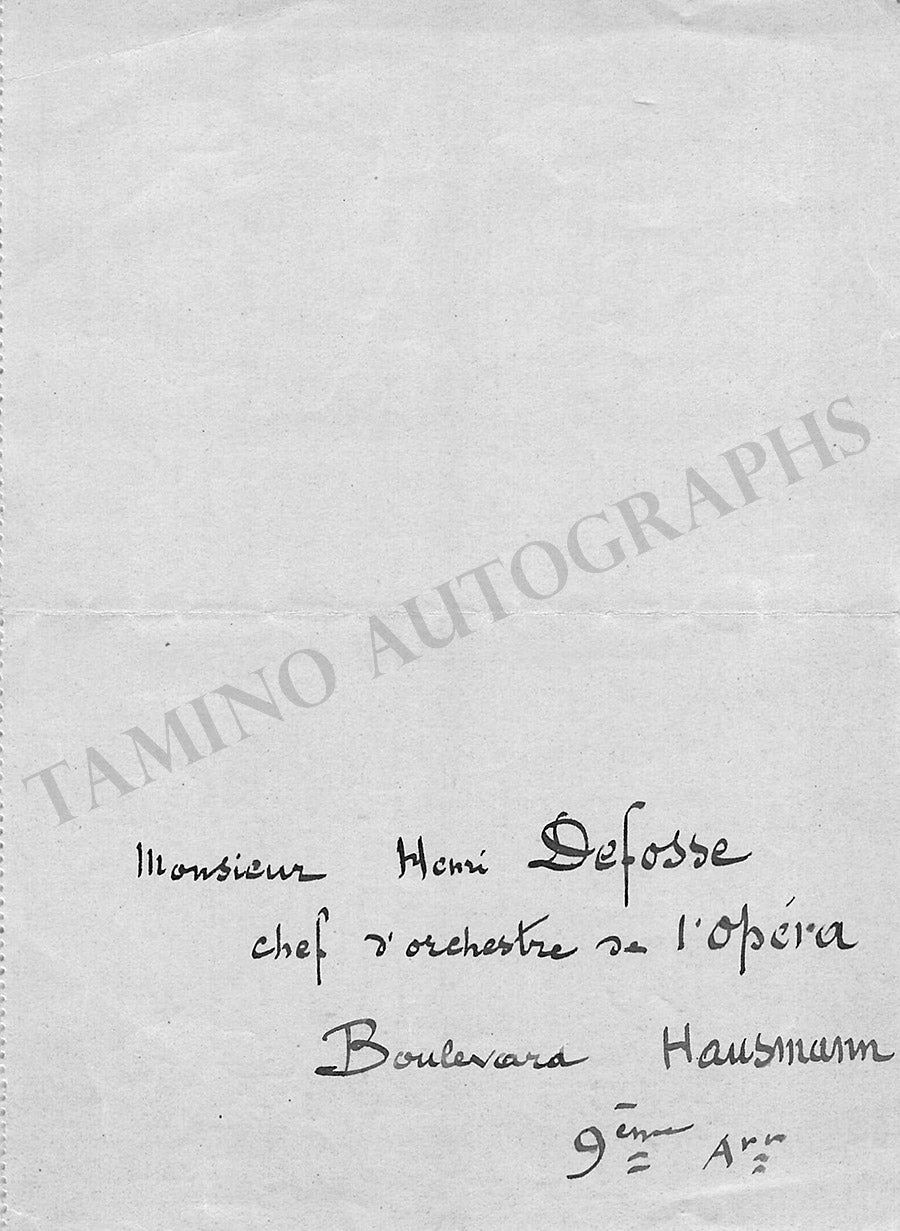 TAMINO AUTOGRAPHS
Monsieur Henri Defosse
chef d'orchestre de l'Opéra
Boulevard Hausmann
9ème Arr